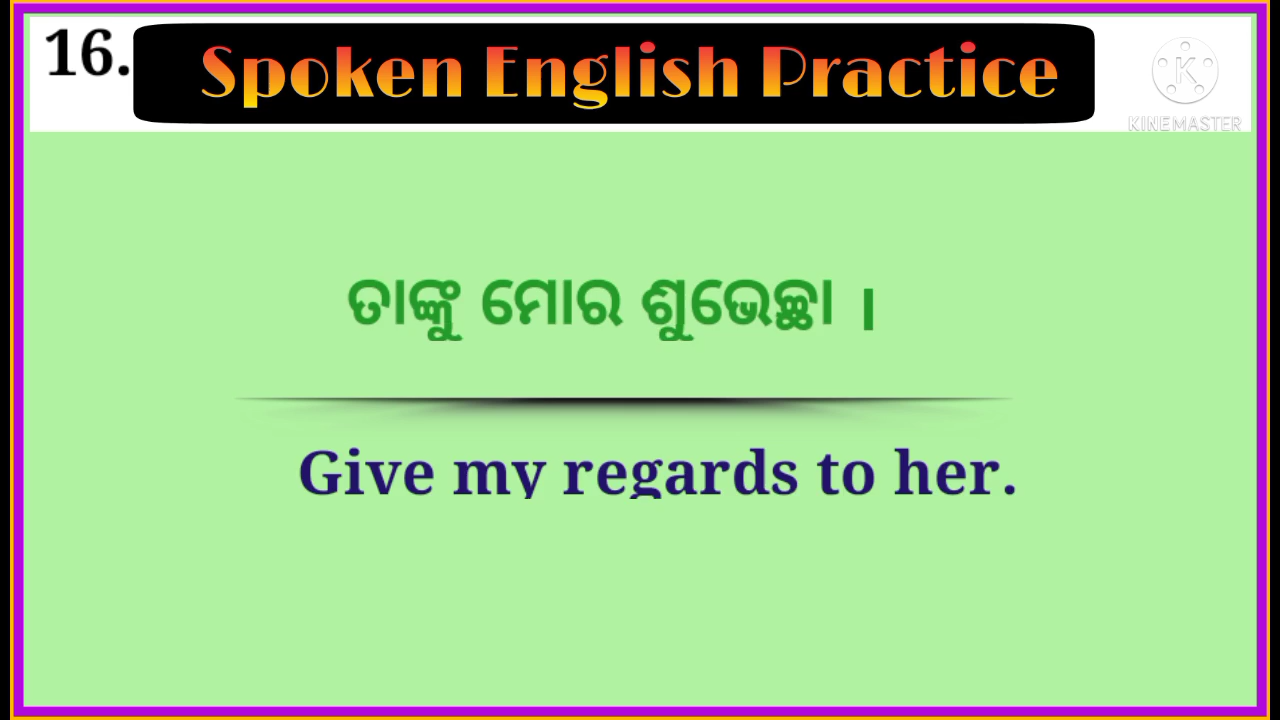 16. Spoken English Practice
K
KINEMASTER
ତାଙ୍କୁ ମୋର ଶୁଭେଚ୍ଛା ।
Give my regards to her.